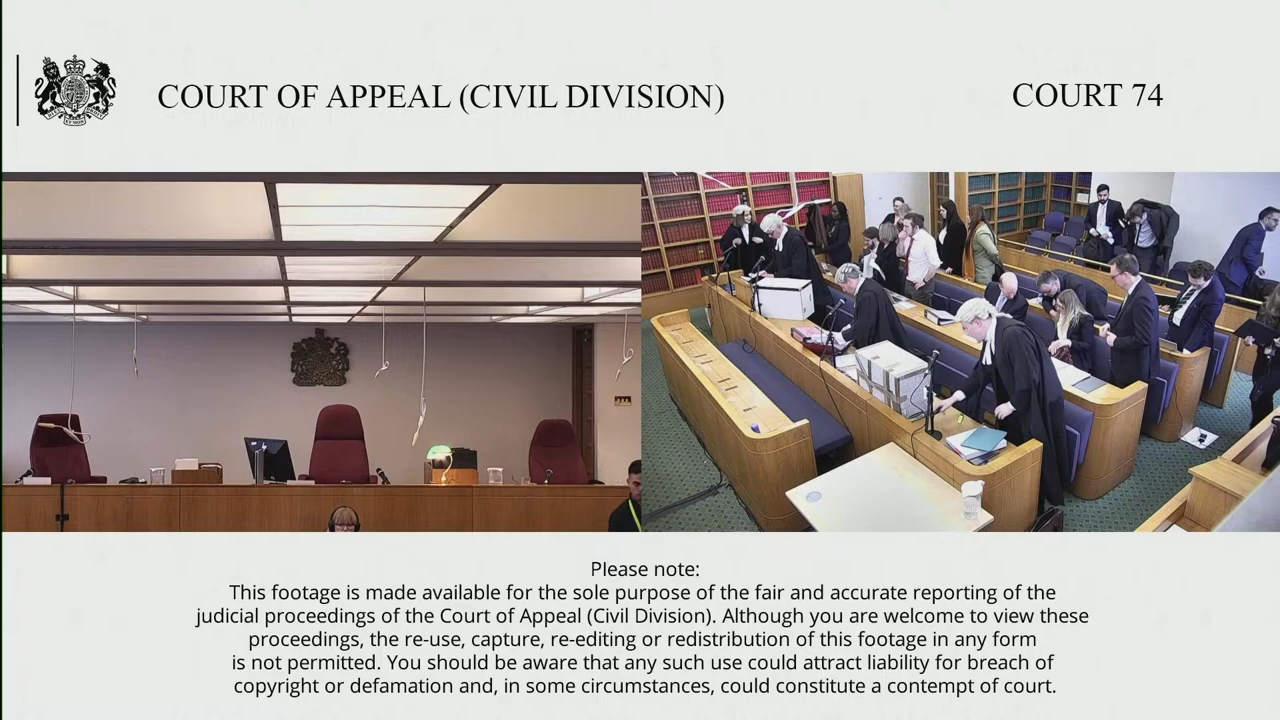 COURT OF APPEAL (CIVIL DIVISION)
COURT 74
Please note:
This footage is made available for the sole purpose of the fair and accurate reporting of the
judicial proceedings of the Court of Appeal (Civil Division). Although you are welcome to view these
proceedings, the re-use, capture, re-editing or redistribution of this footage in any form
is not permitted. You should be aware that any such use could attract liability for breach of
copyright or defamation and, in some circumstances, could constitute a contempt of court.